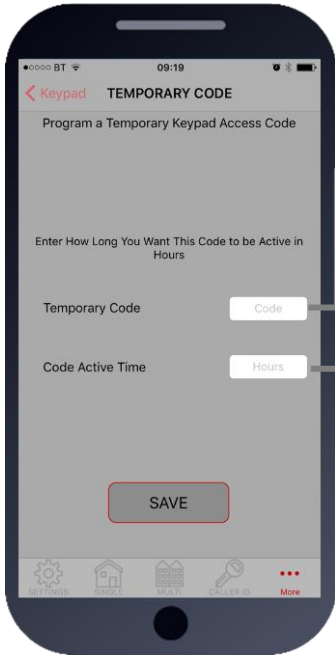 BT 09:19
Keypad TEMPORARY CODE
Program a Temporary Keypad Access Code
Enter How Long You Want This Code to be Active in
Hours
Temporary Code Code
Code Active Time Hours
SAVE
SETTINGS SINGLE MULTI CALLER ID More